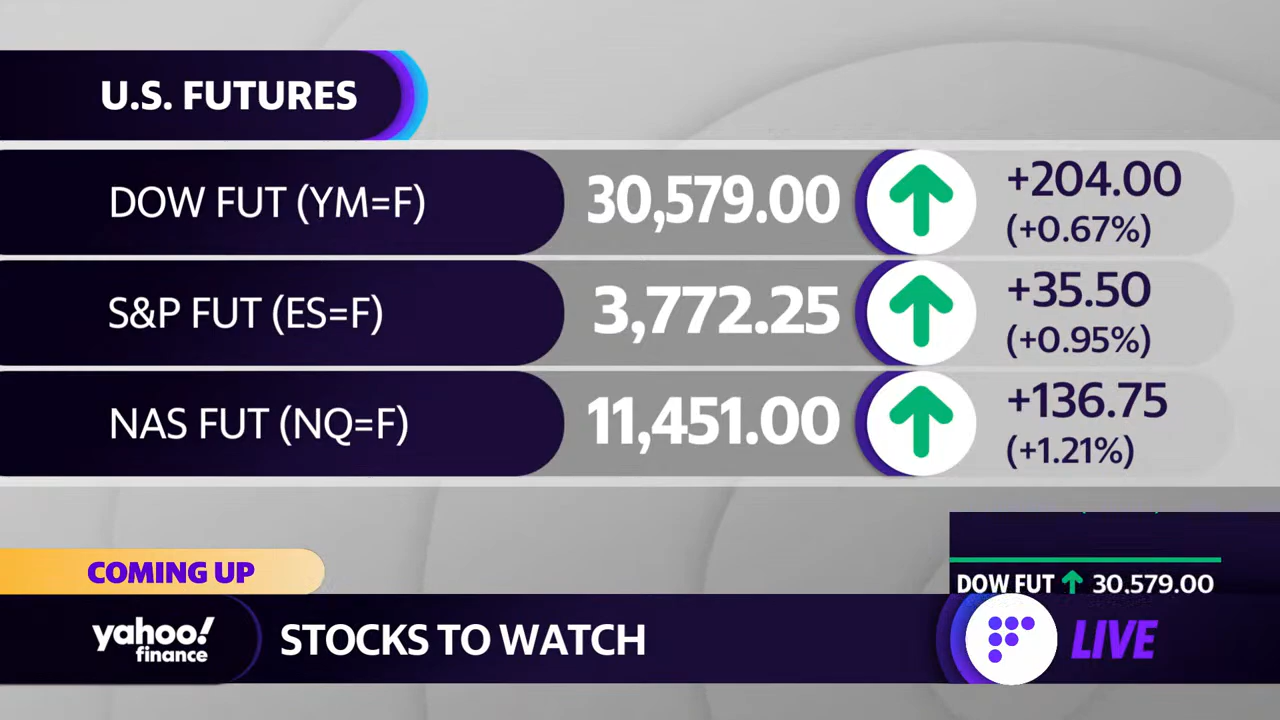 U.S. FUTURES
DOW FUT (YM=F) 30,579.00 +204.00
(+0.67%)
S&P FUT (ES=F) 3,772.25 +35.50
(+0.95%)
NAS FUT (NQ=F) 11,451.00 +136.75
(+1.21%)
COMING UP
DOW FUT 30,579.00
yahoo!
finance
STOCKS TO WATCH
LIVE